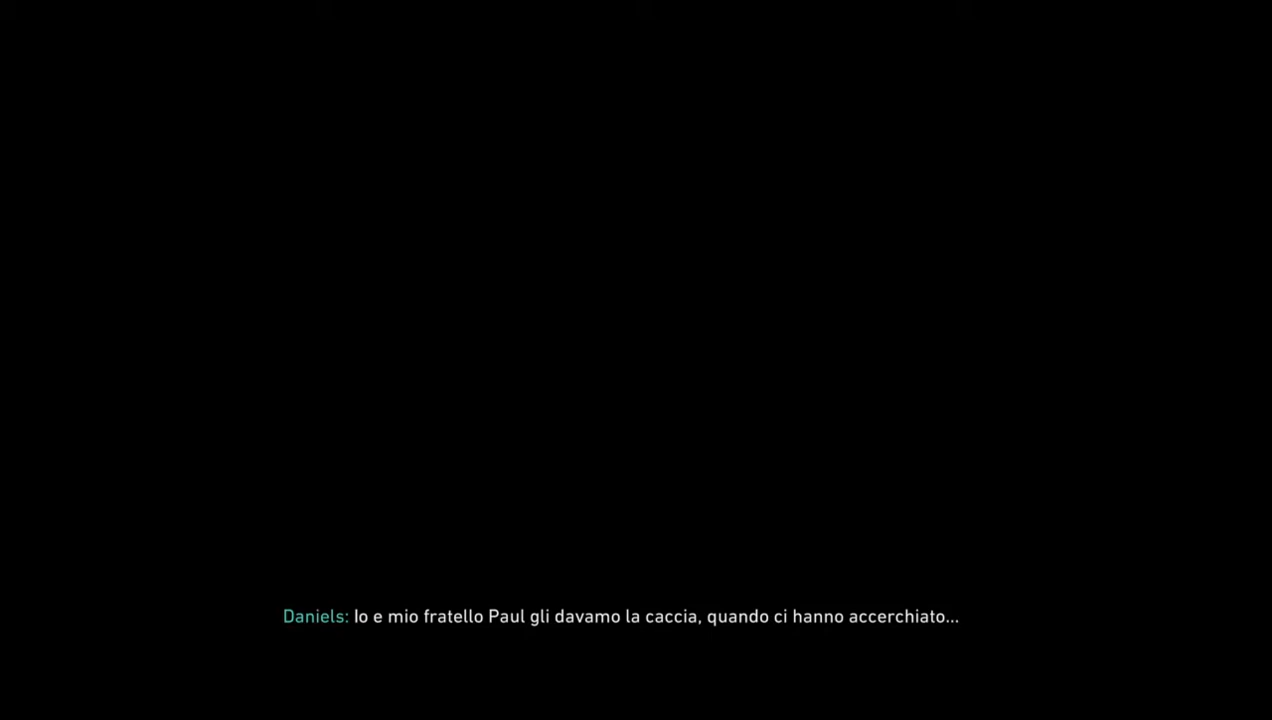 Daniels: Io e mio fratello Paul gli davamo la caccia, quando ci hanno accerchiato...